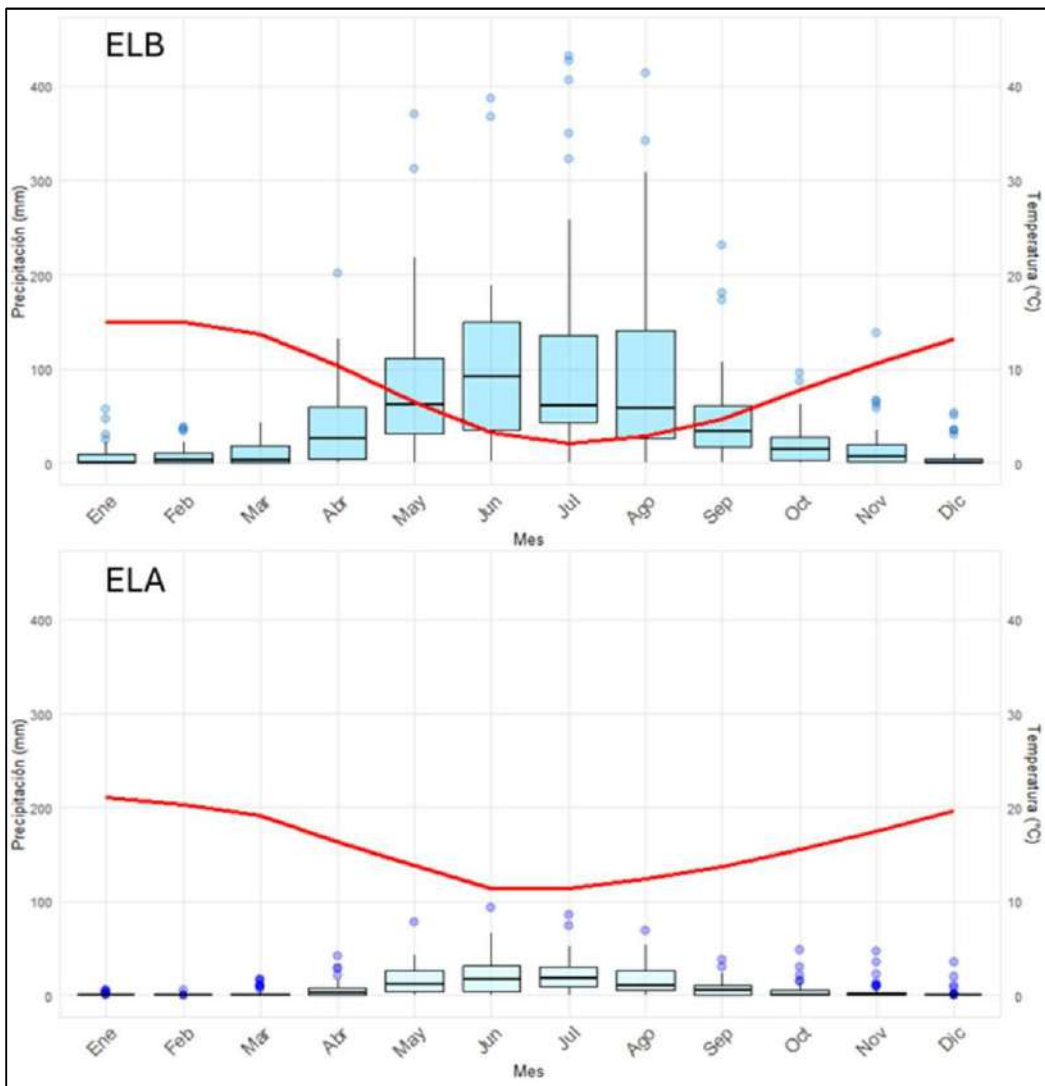 ELB
400
300
200
100
0
Precipitación (mm)
40
30
20
10
0
Temperatura (°C)
Ene Feb Mar Abr May Jun Jul Ago Sep Oct Nov Dic
Mes
ELA
400
300
200
100
0
Precipitación (mm)
40
30
20
10
0
Temperatura (°C)
Ene Feb Mar Abr May Jun Jul Ago Sep Oct Nov Dic
Mes